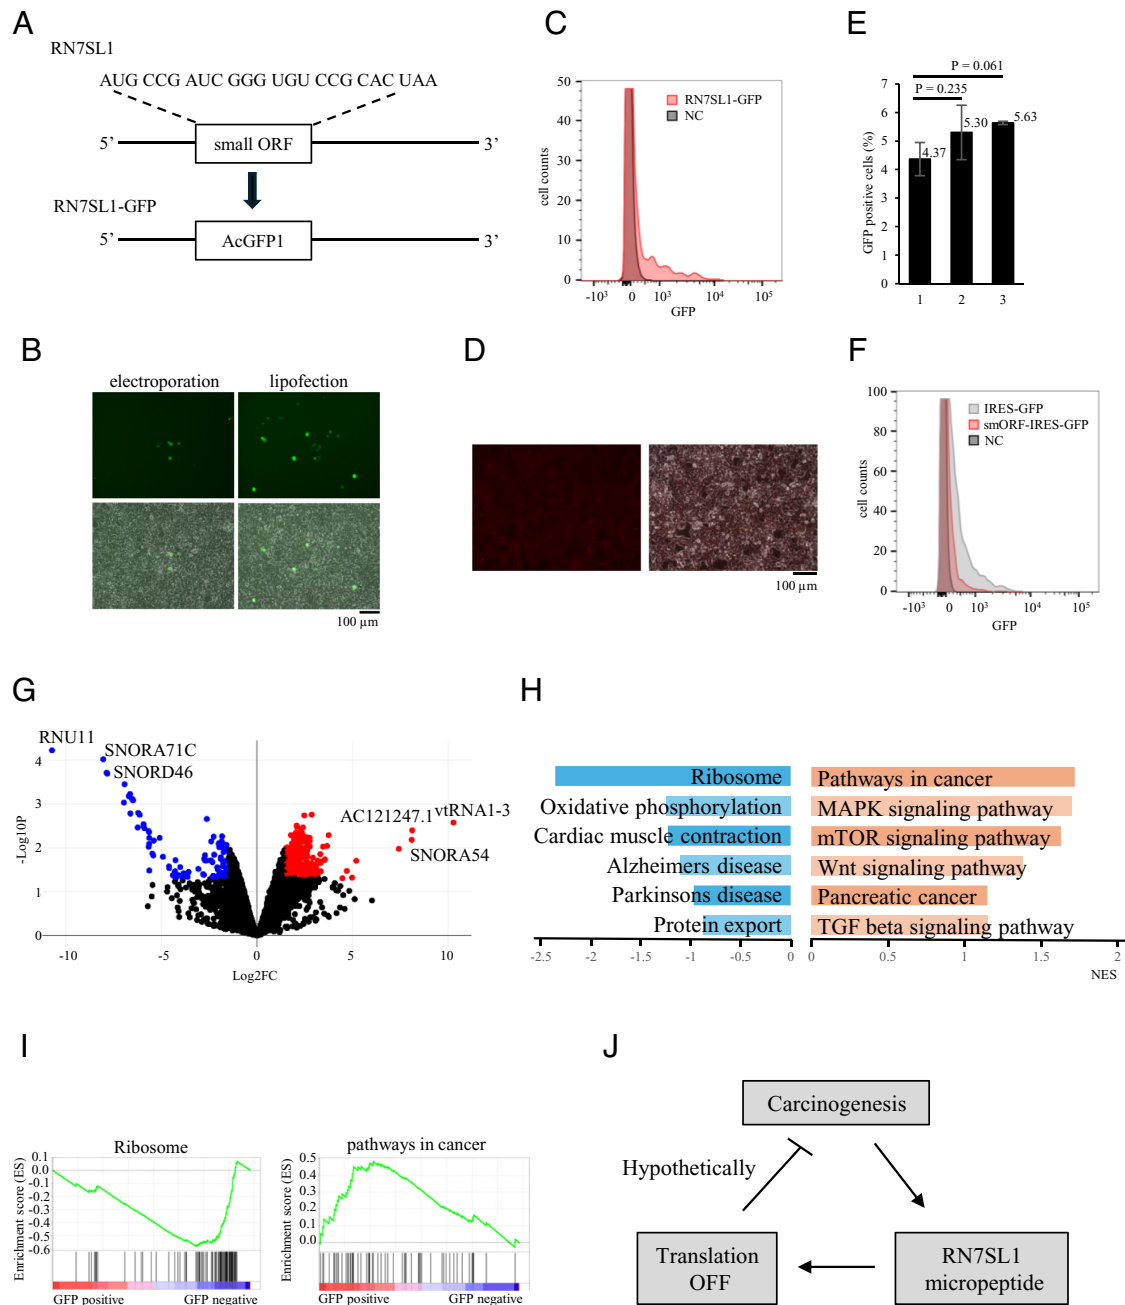 A
RN7SL1
AUG CCG AUC GGG UGU CCG CAC UAA
5’ small ORF 3’
RN7SL1-GFP
5’ AcGFP1 3’
B
electroporation lipofection
100 µm
C
50
40
30
20
10
0
cell counts
RN7SL1-GFP
NC
-10³ 0 10³ 10⁴ 10⁵
GFP
D
100 µm
E
P = 0.061
P = 0.235
7
6
5
4
3
2
1
0
GFP positive cells (%)
4.37
5.30
5.63
1 2 3
F
100
80
60
40
20
0
cell counts
IRES-GFP
smORF-IRES-GFP
NC
-10³ 0 10³ 10⁴ 10⁵
GFP
G
RNU11
SNORA71C
SNORD46
AC121247.1
vtRNA1-3
SNORA54
4
3
2
1
0
-Log10P
-10 -5 0 5 10
Log2FC
H
Ribosome
Oxidative phosphorylation
Cardiac muscle contraction
Alzheimers disease
Parkinsons disease
Protein export
-2.5 -2 -1.5 -1 -0.5 0
Pathways in cancer
MAPK signaling pathway
mTOR signaling pathway
Wnt signaling pathway
Pancreatic cancer
TGF beta signaling pathway
0 0.5 1 1.5 2
NES
I
Ribosome
0.1
0.0
-0.1
-0.2
-0.3
-0.4
-0.5
-0.6
Enrichment score (ES)
GFP positive GFP negative
pathways in cancer
0.5
0.4
0.3
0.2
0.1
0.0
Enrichment score (ES)
GFP positive GFP negative
J
Carcinogenesis
Hypothetically
Translation
OFF
RN7SL1
micropeptide